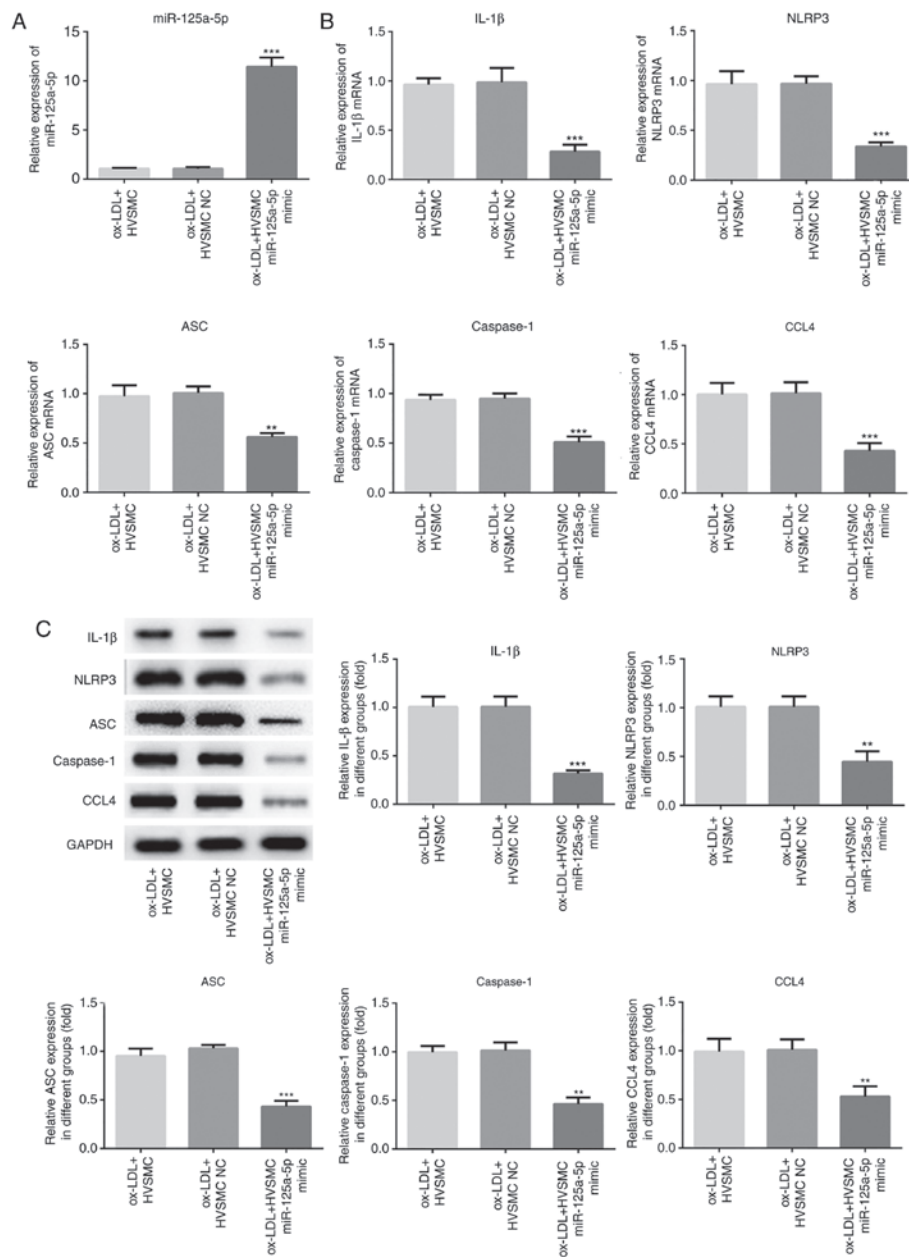 A
miR-125a-5p
Relative expression of
miR-125a-5p
15
10
5
0
***
ox-LDL+
HVSMC
ox-LDL+
HVSMC NC
ox-LDL+HVSMC
miR-125a-5p
mimic
B
IL-1β
Relative expression of
IL-1β mRNA
1.5
1.0
0.5
0.0
***
ox-LDL+
HVSMC
ox-LDL+
HVSMC NC
ox-LDL+HVSMC
miR-125a-5p
mimic
NLRP3
Relative expression of
NLRP3 mRNA
1.5
1.0
0.5
0.0
***
ox-LDL+
HVSMC
ox-LDL+
HVSMC NC
ox-LDL+HVSMC
miR-125a-5p
mimic
ASC
Relative expression of
ASC mRNA
1.5
1.0
0.5
0.0
**
ox-LDL+
HVSMC
ox-LDL+
HVSMC NC
ox-LDL+HVSMC
miR-125a-5p
mimic
Caspase-1
Relative expression of
caspase-1 mRNA
1.5
1.0
0.5
0.0
***
ox-LDL+
HVSMC
ox-LDL+
HVSMC NC
ox-LDL+HVSMC
miR-125a-5p
mimic
CCL4
Relative expression of
CCL4 mRNA
1.5
1.0
0.5
0.0
***
ox-LDL+
HVSMC
ox-LDL+
HVSMC NC
ox-LDL+HVSMC
miR-125a-5p
mimic
C
IL-1β
NLRP3
ASC
Caspase-1
CCL4
GAPDH
ox-LDL+
HVSMC
ox-LDL+
HVSMC NC
ox-LDL+HVSMC
miR-125a-5p
mimic
IL-1β
Relative IL-β expression
in different groups (fold)
1.5
1.0
0.5
0.0
***
ox-LDL+
HVSMC
ox-LDL+
HVSMC NC
ox-LDL+HVSMC
miR-125a-5p
mimic
NLRP3
Relative NLRP3 expression
in different groups (fold)
1.5
1.0
0.5
0.0
**
ox-LDL+
HVSMC
ox-LDL+
HVSMC NC
ox-LDL+HVSMC
miR-125a-5p
mimic
ASC
Relative ASC expression
in different groups (fold)
1.5
1.0
0.5
0.0
***
ox-LDL+
HVSMC
ox-LDL+
HVSMC NC
ox-LDL+HVSMC
miR-125a-5p
mimic
Caspase-1
Relative caspase-1 expression
in different groups (fold)
1.5
1.0
0.5
0.0
**
ox-LDL+
HVSMC
ox-LDL+
HVSMC NC
ox-LDL+HVSMC
miR-125a-5p
mimic
CCL4
Relative CCL4 expression
in different groups (fold)
1.5
1.0
0.5
0.0
**
ox-LDL+
HVSMC
ox-LDL+
HVSMC NC
ox-LDL+HVSMC
miR-125a-5p
mimic